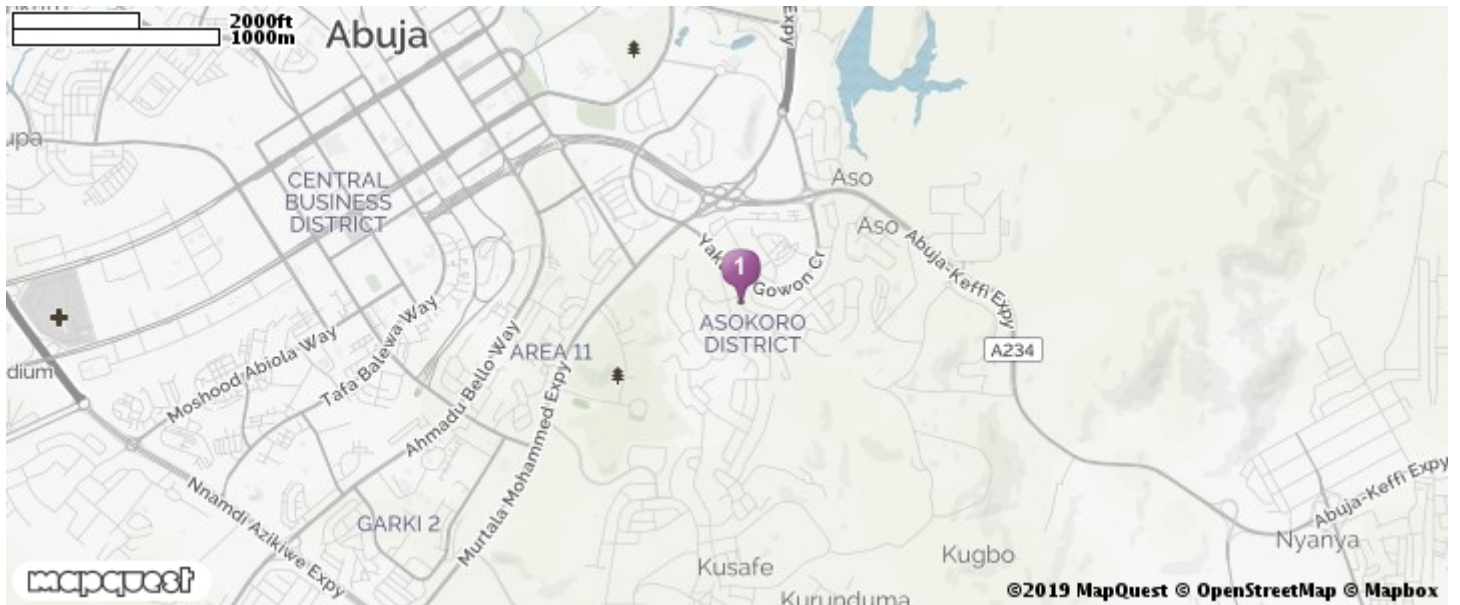 2000ft
1000m
Abuja
Expy
upa
CENTRAL
BUSINESS
DISTRICT
Aso
Aso
Abuja-Keffi Expy
1
Gowon Cr
ASOKORO
DISTRICT
AREA 11
A234
dium
Moshood Abiola Way
Tafa Balewa Way
Ahmadu Bello Way
Murtala Mohammed Expy
Nnamdi Azikiwe Expy
GARKI 2
Abuja-Keffi Expy
Nyanya
Kugbo
Kusafe
Kurunduma
mapquest
©2019 MapQuest © OpenStreetMap © Mapbox